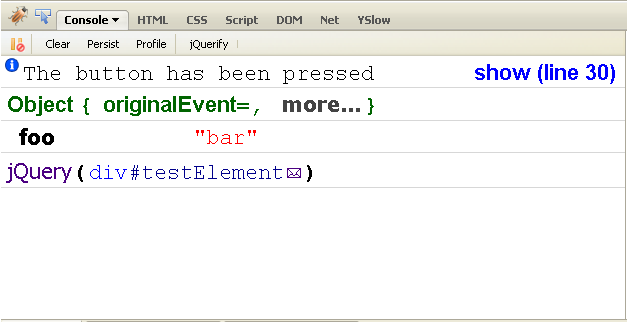 Console HTML CSS Script DOM Net YSlow
Clear Persist Profile jQuerify
The button has been pressed show (line 30)
Object { originalEvent=, more... }
foo "bar"
jQuery(div#testElement)